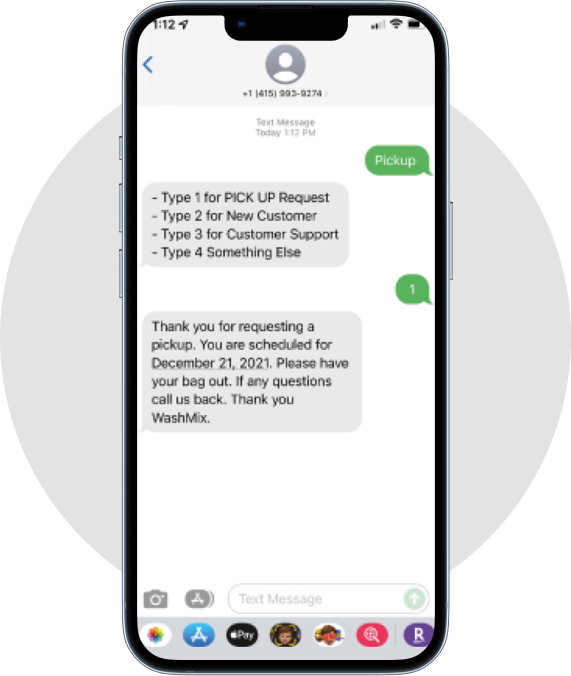 1:12
+1 (415) 993-9274
Text Message
Today 1:12 PM
Pickup
- Type 1 for PICK UP Request
- Type 2 for New Customer
- Type 3 for Customer Support
- Type 4 Something Else
1
Thank you for requesting a
pickup. You are scheduled for
December 21, 2021. Please have
your bag out. If any questions
call us back. Thank you
WashMix.
Text Message
Pay
R